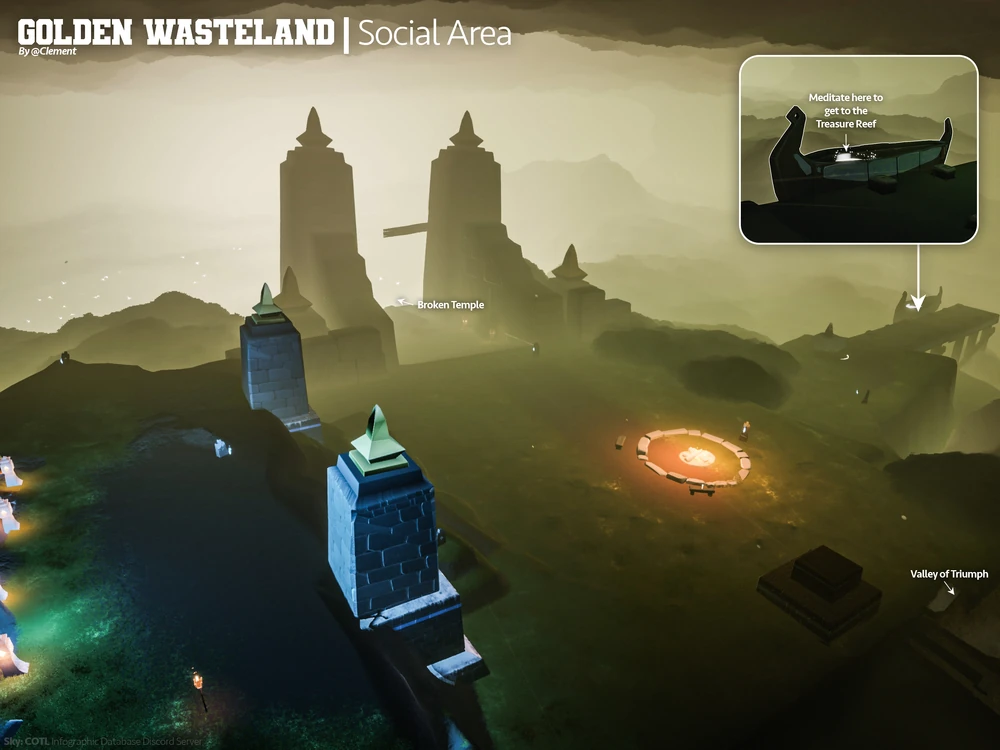 GOLDEN WASTELAND | Social Area
By @Clement
Meditate here to
get to the
Treasure Reef
Broken Temple
Valley of Triumph
Sky: COTL Infographic Database Discord Server